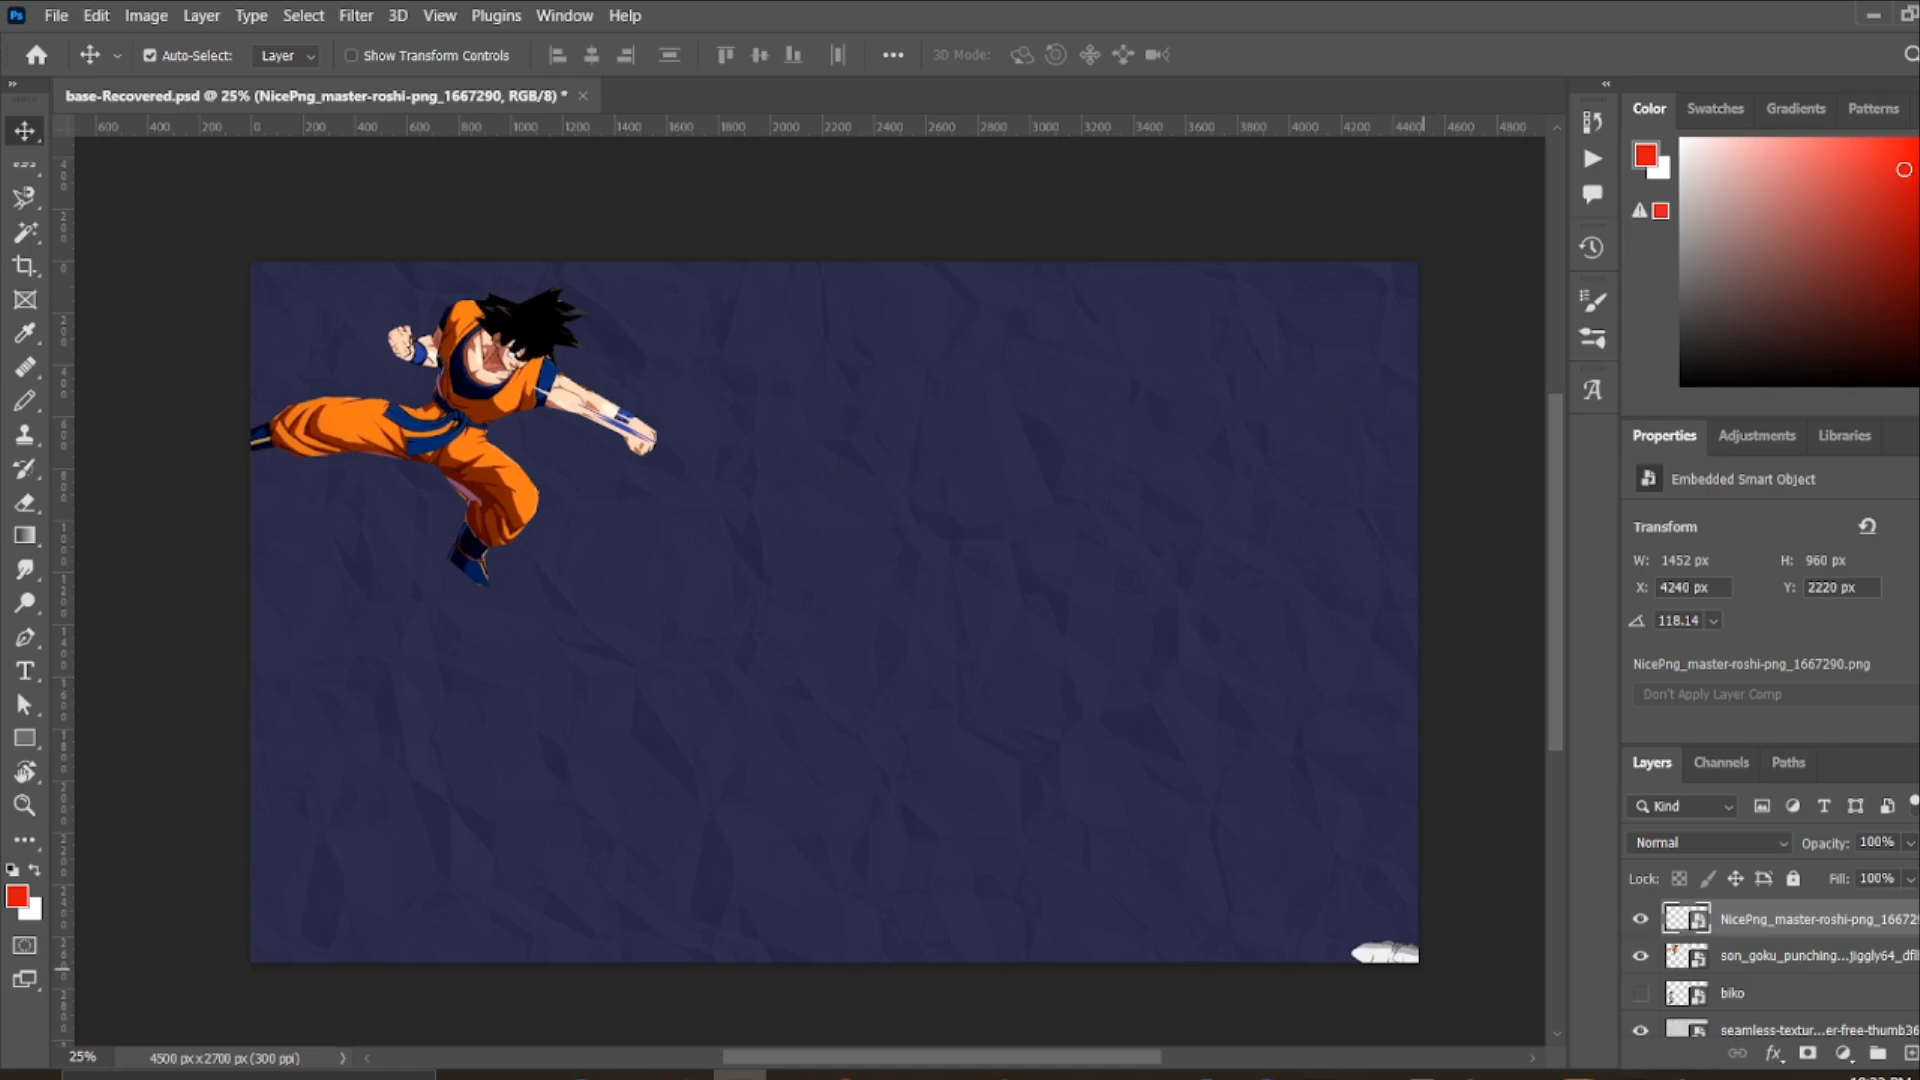 Ps File Edit Image Layer Type Select Filter 3D View Plugins Window Help
Auto-Select: Layer Show Transform Controls 3D Mode:
base-Recovered.psd @ 25% (NicePng_master-roshi-png_1667290, RGB/8) *
600 400 200 0 200 400 600 800 1000 1200 1400 1600 1800 2000 2200 2400 2600 2800 3000 3200 3400 3600 3800 4000 4200 4400 4600 4800
Color Swatches Gradients Patterns
Properties Adjustments Libraries
Embedded Smart Object
Transform
W: 1452 px H: 960 px
X: 4240 px Y: 2220 px
118.14
NicePng_master-roshi-png_1667290.png
Don't Apply Layer Comp
Layers Channels Paths
Kind
Normal Opacity: 100%
Lock: Fill: 100%
NicePng_master-roshi-png_16672
son_goku_punching...jiggly64_dfl
biko
seamless-textur...er-free-thumb36
fx
25% 4500 px x 2700 px (300 ppi)